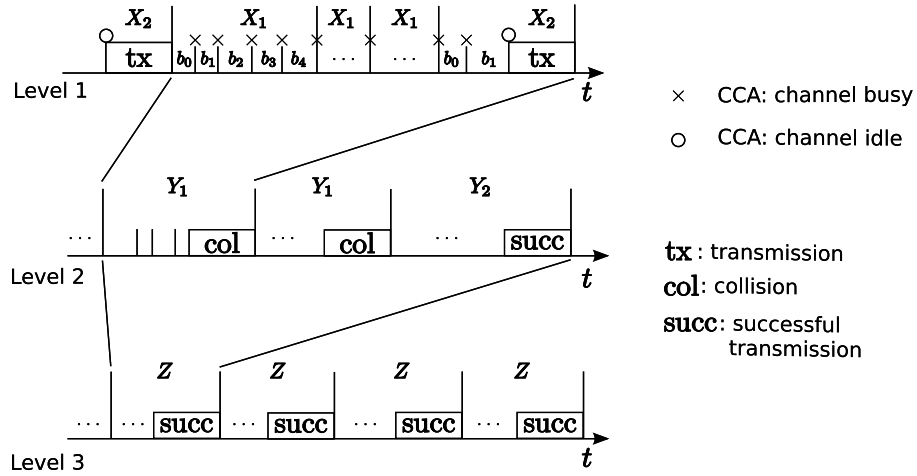 X₂ X₁ X₁ X₁ X₂
tx b₀ b₁ b₂ b₃ b₄ ... ... b₀ b₁ tx
Level 1 t
× CCA: channel busy
○ CCA: channel idle
Y₁ Y₁ Y₂
... col ... col ... succ
Level 2 t
tx : transmission
col: collision
succ: successful
transmission
Z Z Z Z
... ... succ ... succ ... succ ... succ
Level 3 t